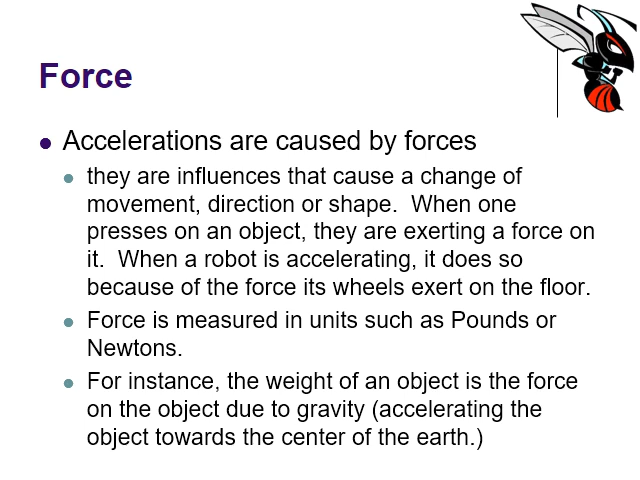 Force
Accelerations are caused by forces
they are influences that cause a change of
movement, direction or shape.  When one
presses on an object, they are exerting a force on
it.  When a robot is accelerating, it does so
because of the force its wheels exert on the floor.
Force is measured in units such as Pounds or
Newtons.
For instance, the weight of an object is the force
on the object due to gravity (accelerating the
object towards the center of the earth.)